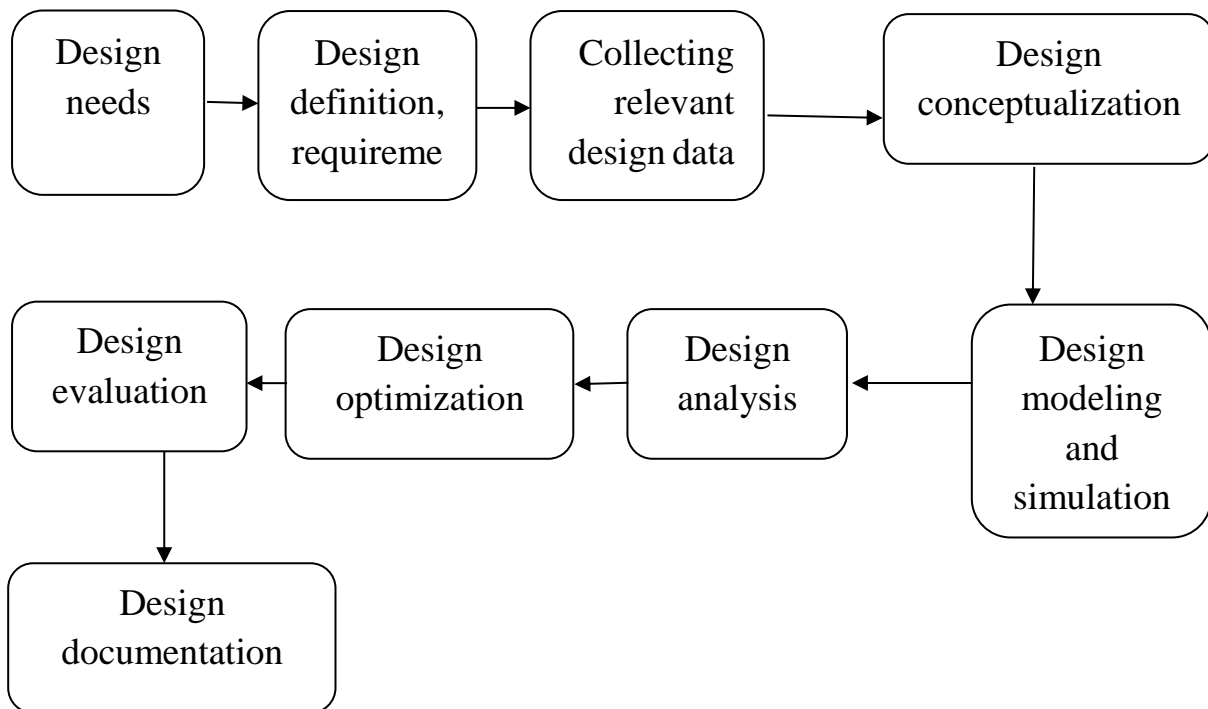 Design
needs
Design
definition,
requireme
Collecting
relevant
design data
Design
conceptualization
Design
modeling
and
simulation
Design
analysis
Design
optimization
Design
evaluation
Design
documentation